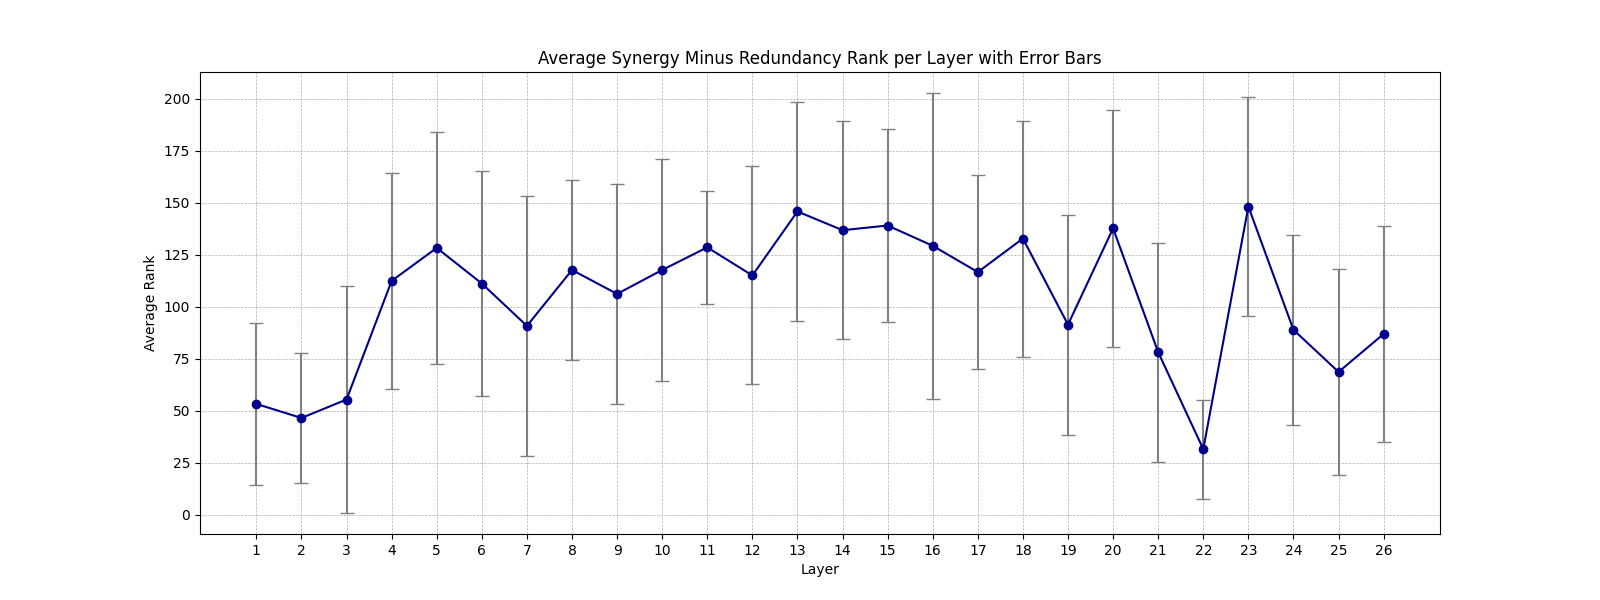 Average Synergy Minus Redundancy Rank per Layer with Error Bars
200
175
150
125
100
75
50
25
0
Average Rank
1 2 3 4 5 6 7 8 9 10 11 12 13 14 15 16 17 18 19 20 21 22 23 24 25 26
Layer